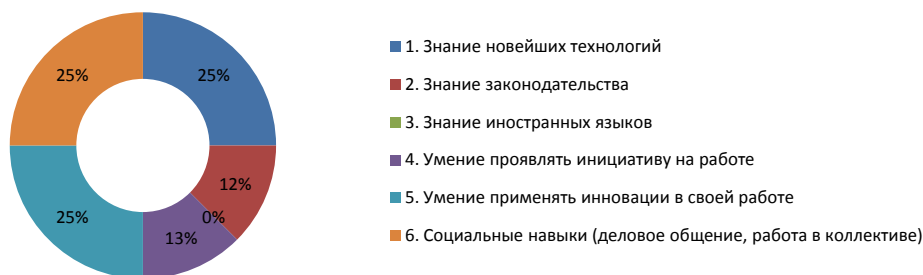 25%
25%
12%
0%
13%
25%
1. Знание новейших технологий
2. Знание законодательства
3. Знание иностранных языков
4. Умение проявлять инициативу на работе
5. Умение применять инновации в своей работе
6. Социальные навыки (деловое общение, работа в коллективе)